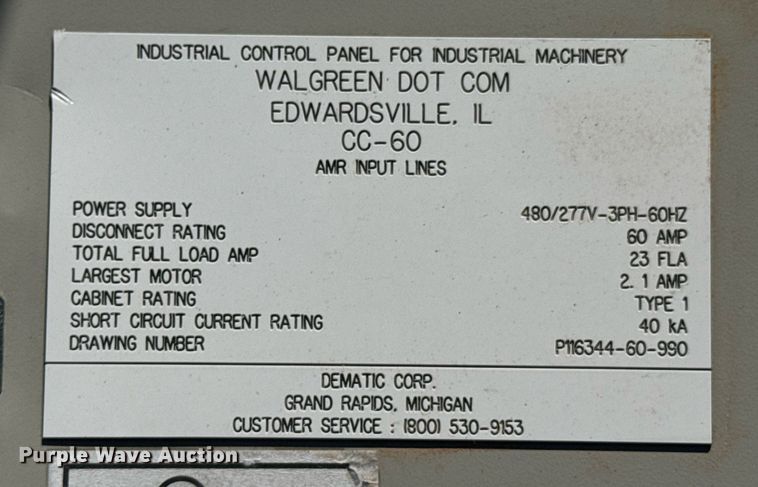 INDUSTRIAL CONTROL PANEL FOR INDUSTRIAL MACHINERY
WALGREEN DOT COM
EDWARDSVILLE, IL
CC-60
AMR INPUT LINES
POWER SUPPLY 480/277V-3PH-60HZ
DISCONNECT RATING 60 AMP
TOTAL FULL LOAD AMP 23 FLA
LARGEST MOTOR 2.1 AMP
CABINET RATING TYPE 1
SHORT CIRCUIT CURRENT RATING 40 kA
DRAWING NUMBER P116344-60-990
DEMATIC CORP.
GRAND RAPIDS, MICHIGAN
CUSTOMER SERVICE : (800) 530-9153
Purple Wave Auction